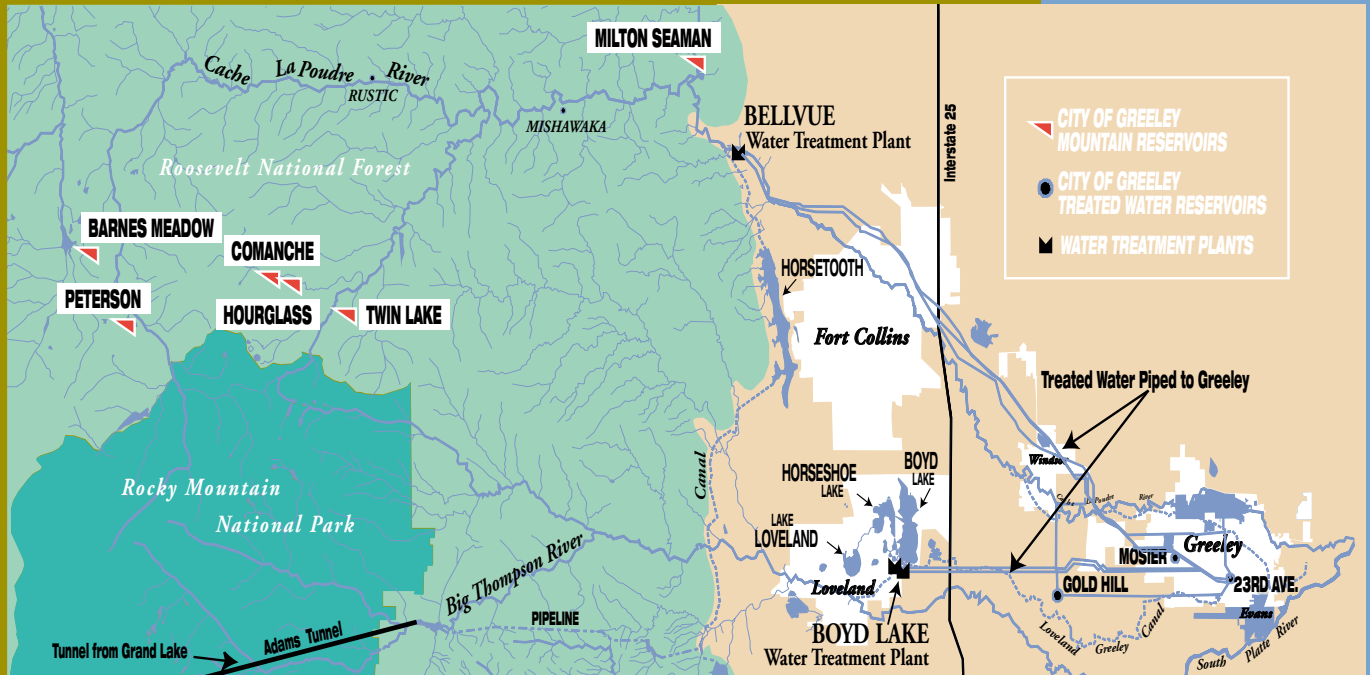 MILTON SEAMAN
Cache La Poudre River
RUSTIC
MISHAWAKA
BELLVUE
Water Treatment Plant
Interstate 25
CITY OF GREELEY
MOUNTAIN RESERVOIRS
CITY OF GREELEY
TREATED WATER RESERVOIRS
WATER TREATMENT PLANTS
Roosevelt National Forest
BARNES MEADOW
COMANCHE
PETERSON
HOURGLASS
TWIN LAKE
HORSETOOTH
Fort Collins
Treated Water Piped to Greeley
Windsor
Cache La Poudre River
Canal
HORSESHOE
LAKE
BOYD
LAKE
LAKE
LOVELAND
Loveland
Rocky Mountain
National Park
Big Thompson River
PIPELINE
Adams Tunnel
Tunnel from Grand Lake
BOYD LAKE
Water Treatment Plant
MOSIER
Greeley
GOLD HILL
23RD AVE.
Evans
Loveland Greeley Canal
South Platte River